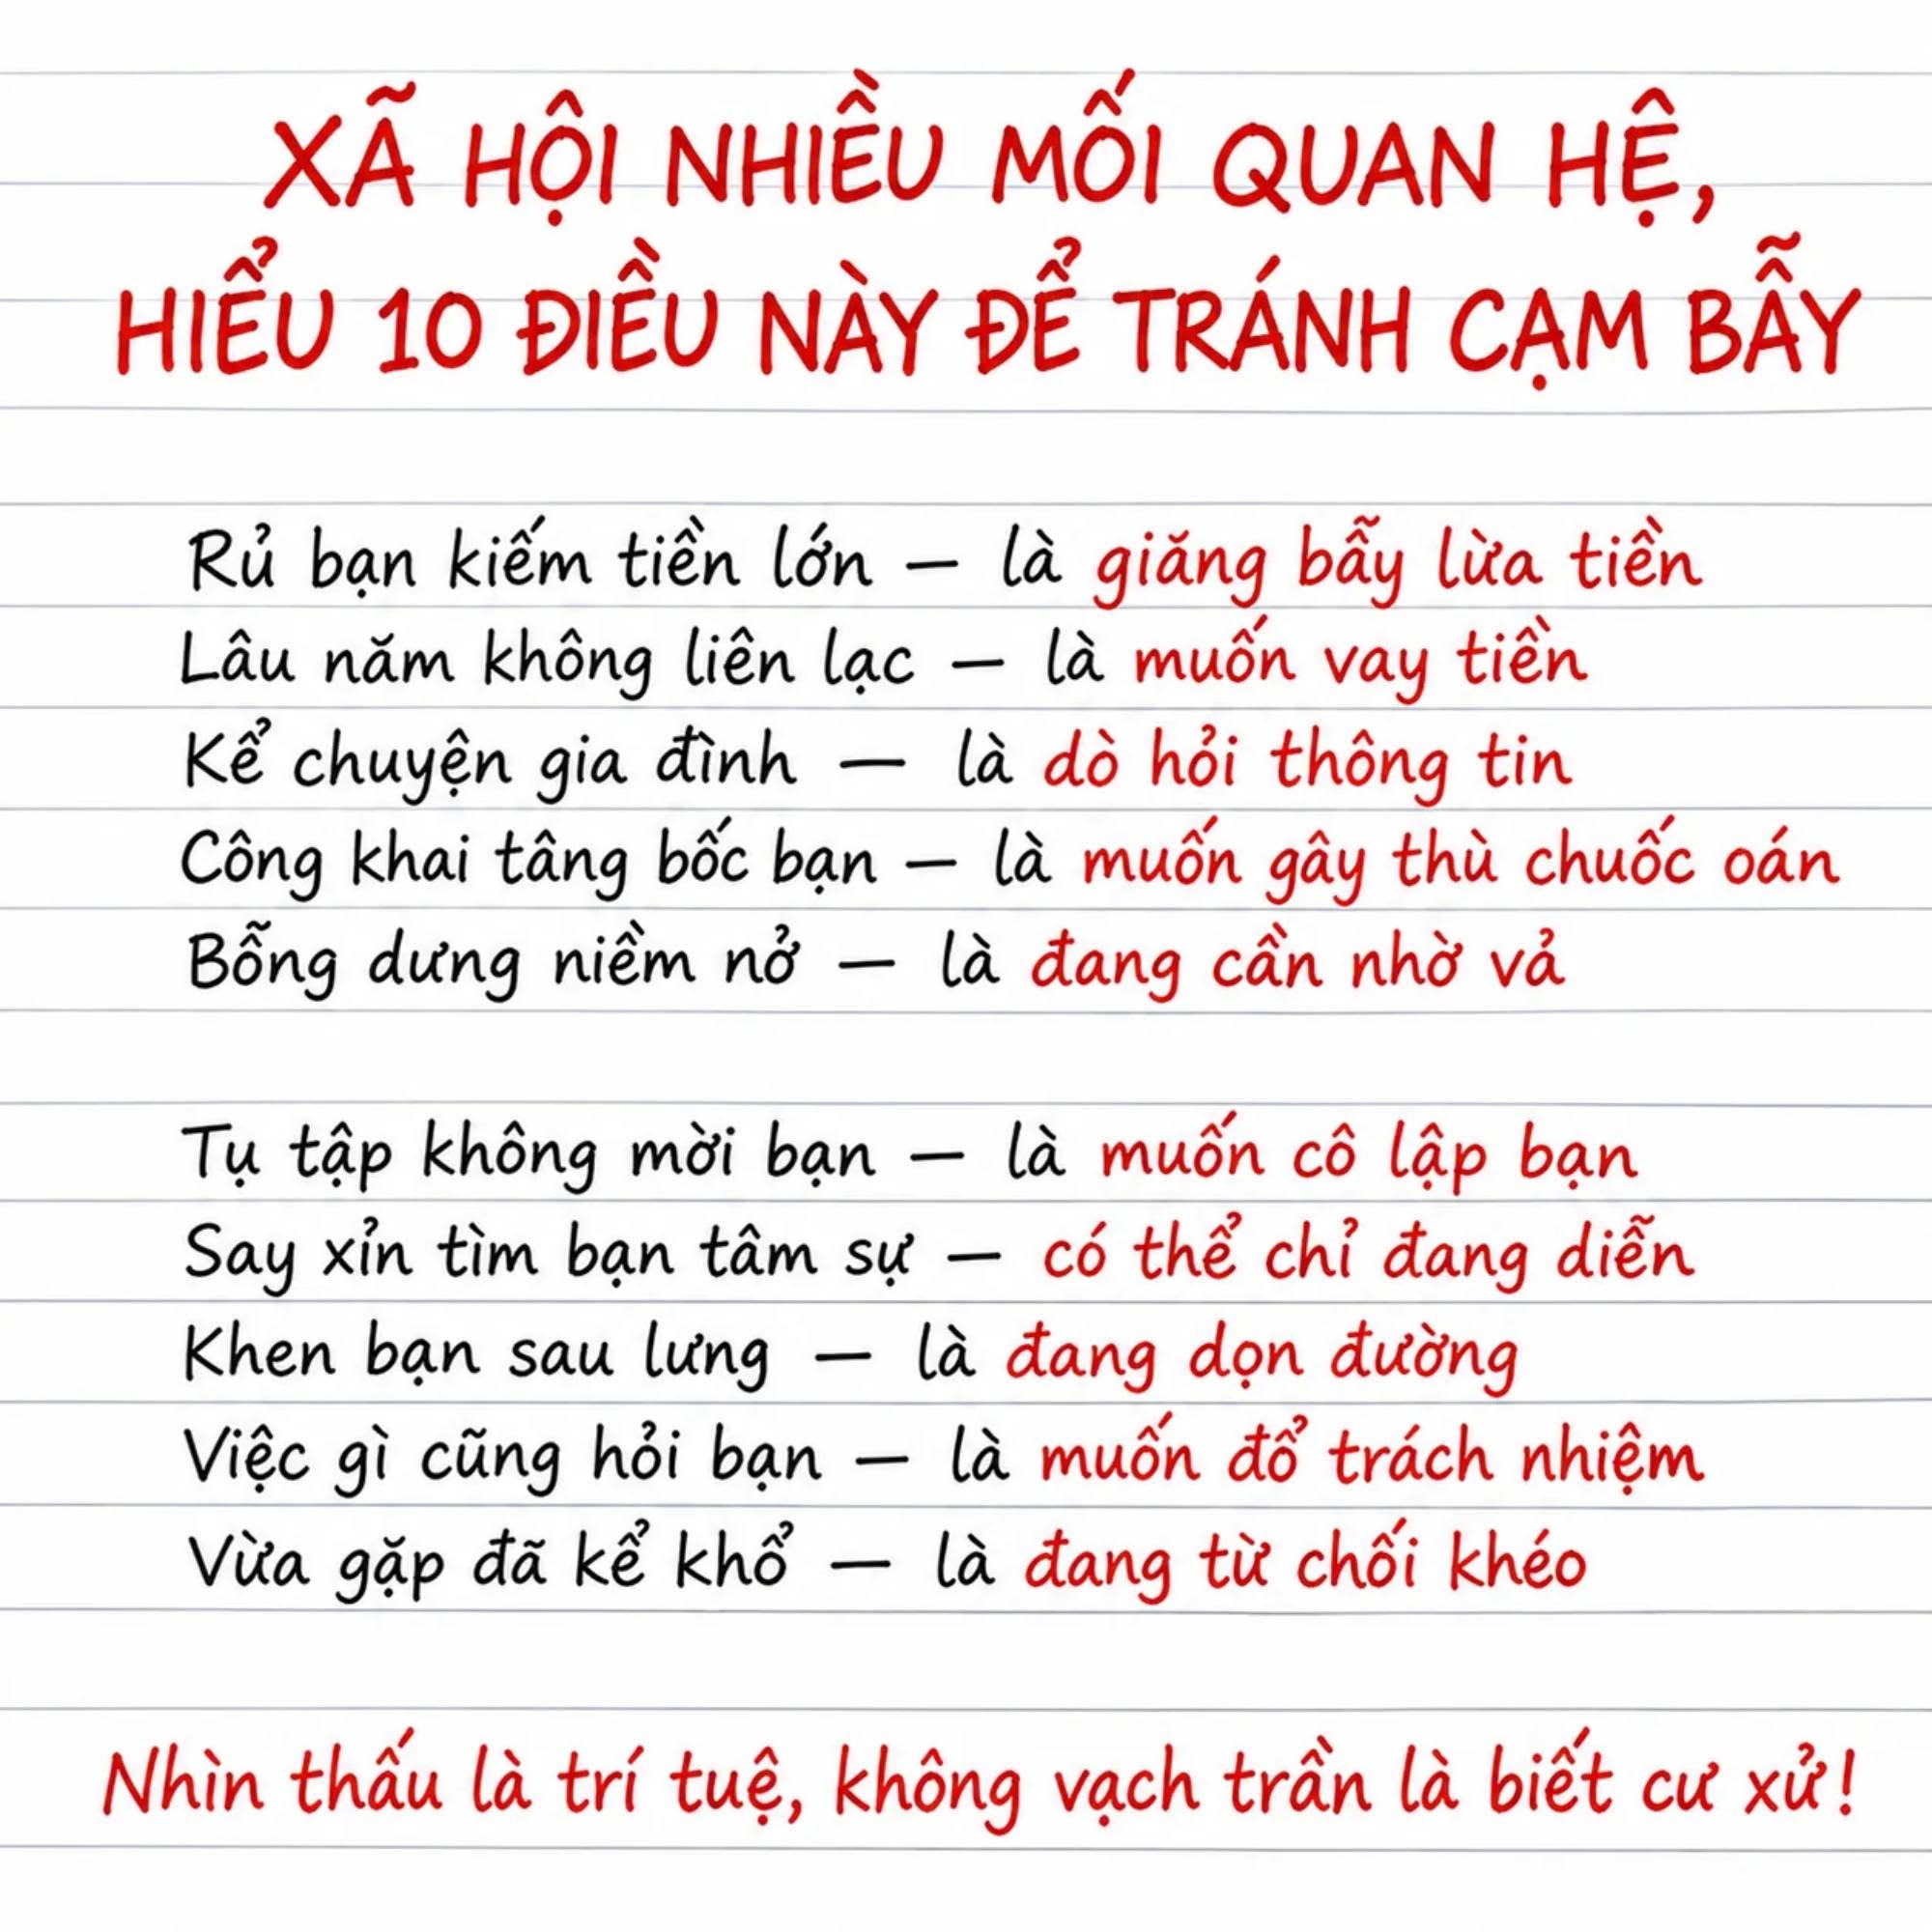 XÃ HỘI NHIỀU MỐI QUAN HỆ,
HIỂU 10 ĐIỀU NÀY ĐỂ TRÁNH CẠM BẪY
Rủ bạn kiếm tiền lớn — là giăng bẫy lừa tiền
Lâu năm không liên lạc — là muốn vay tiền
Kể chuyện gia đình — là dò hỏi thông tin
Công khai tâng bốc bạn — là muốn gây thù chuốc oán
Bỗng dưng niềm nở — là đang cần nhờ vả
Tụ tập không mời bạn — là muốn cô lập bạn
Say xỉn tìm bạn tâm sự — có thể chỉ đang diễn
Khen bạn sau lưng — là đang dọn đường
Việc gì cũng hỏi bạn — là muốn đổ trách nhiệm
Vừa gặp đã kể khổ — là đang từ chối khéo
Nhìn thấu là trí tuệ, không vạch trần là biết cư xử!